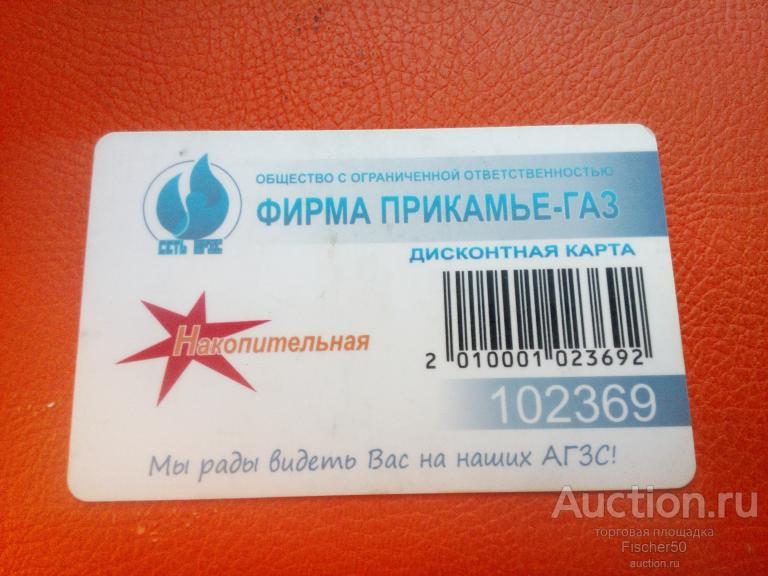 ОБЩЕСТВО С ОГРАНИЧЕННОЙ ОТВЕТСТВЕННОСТЬЮ
ФИРМА ПРИКАМЬЕ-ГАЗ
СЕТЬ АГЗС
ДИСКОНТНАЯ КАРТА
Накопительная
2 010001 023692
102369
Мы рады видеть Вас на наших АГЗС!
Auction.ru
торговая площадка
Fischer50
auction.ru